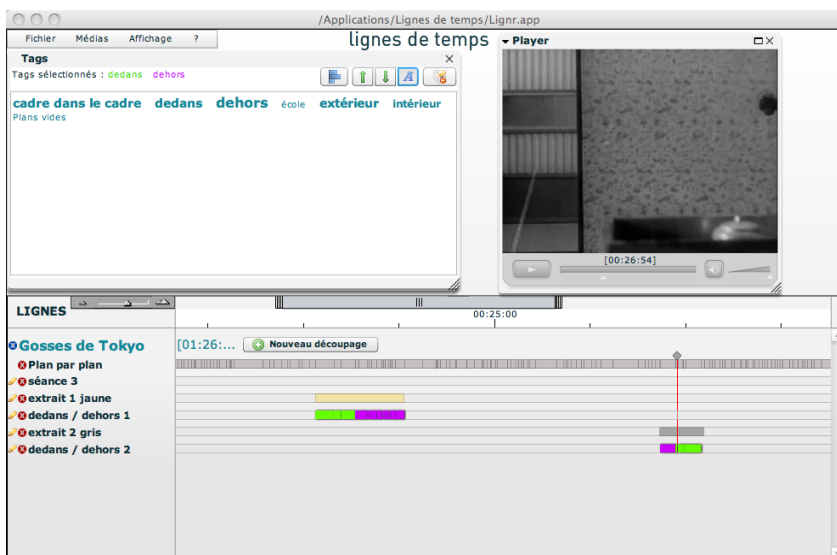 /Applications/Lignes de temps/Lignr.app
Fichier Médias Affichage ?
lignes de temps
Player
Tags
Tags sélectionnés : dedans dehors
A
cadre dans le cadre dedans dehors école extérieur intérieur
Plans vides
[00:26:54]
LIGNES
00:25:00
Gosses de Tokyo
[01:26:...
Nouveau découpage
Plan par plan
séance 3
extrait 1 jaune
dedans / dehors 1
extrait 2 gris
dedans / dehors 2